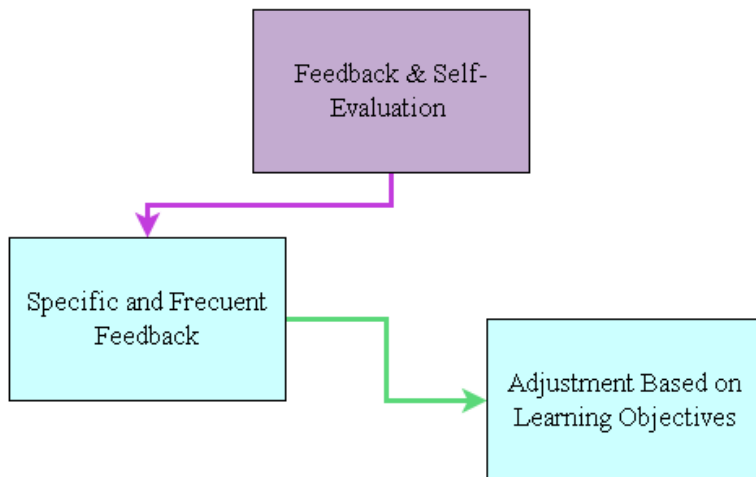 Feedback & Self-
Evaluation
Specific and Frecuent
Feedback
Adjustment Based on
Learning Objectives